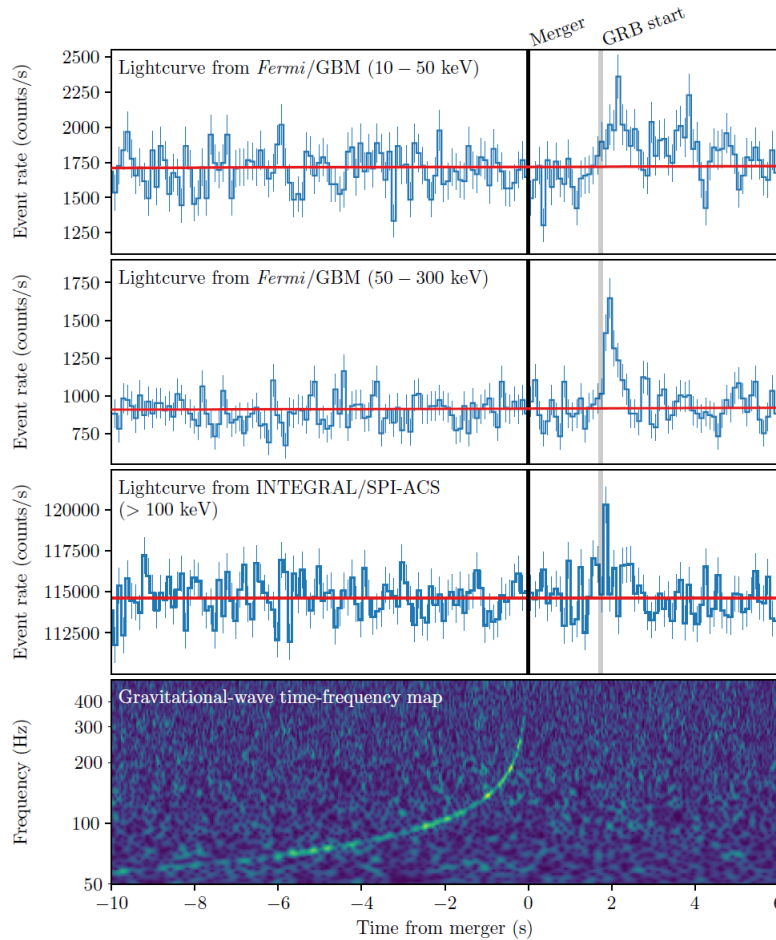 Merger
GRB start
Lightcurve from Fermi/GBM (10 − 50 keV)
Event rate (counts/s)
2500
2250
2000
1750
1500
1250
Lightcurve from Fermi/GBM (50 − 300 keV)
Event rate (counts/s)
1750
1500
1250
1000
750
Lightcurve from INTEGRAL/SPI-ACS
(> 100 keV)
Event rate (counts/s)
120000
117500
115000
112500
Gravitational-wave time-frequency map
Frequency (Hz)
400
300
200
100
50
−10 −8 −6 −4 −2 0 2 4 6
Time from merger (s)